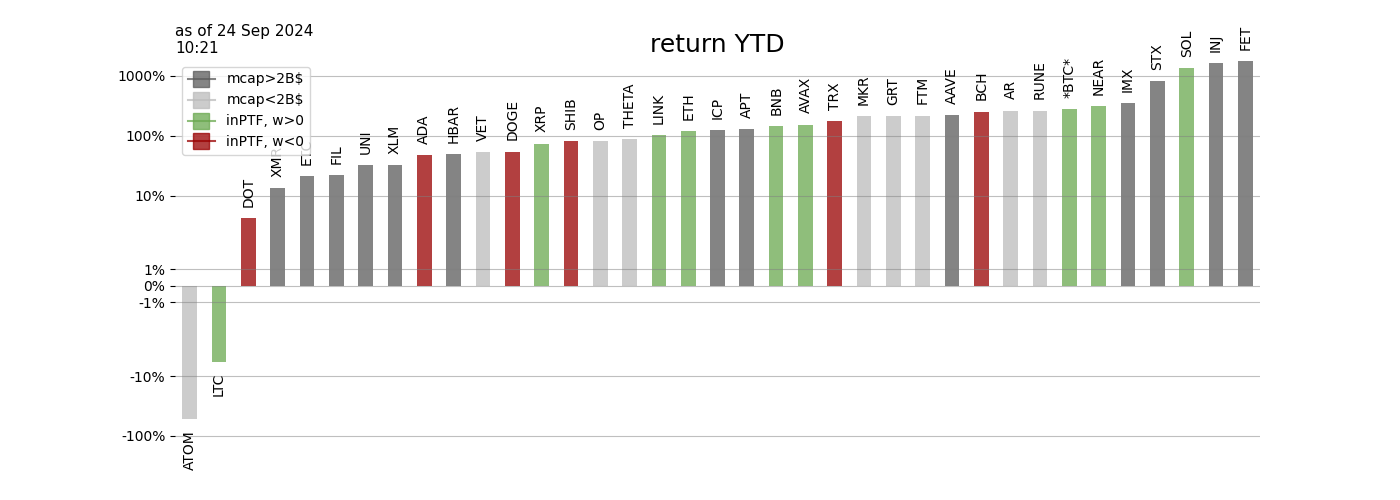 as of 24 Sep 2024
10:21
return YTD
mcap>2B$
mcap<2B$
inPTF, w>0
inPTF, w<0
1000%
100%
10%
1%
0%
-1%
-10%
-100%
ATOM
LTC
DOT
XMR
ETC
FIL
UNI
XLM
ADA
HBAR
VET
DOGE
XRP
SHIB
OP
THETA
LINK
ETH
ICP
APT
BNB
AVAX
TRX
MKR
GRT
FTM
AAVE
BCH
AR
RUNE
*BTC*
NEAR
IMX
STX
SOL
INJ
FET